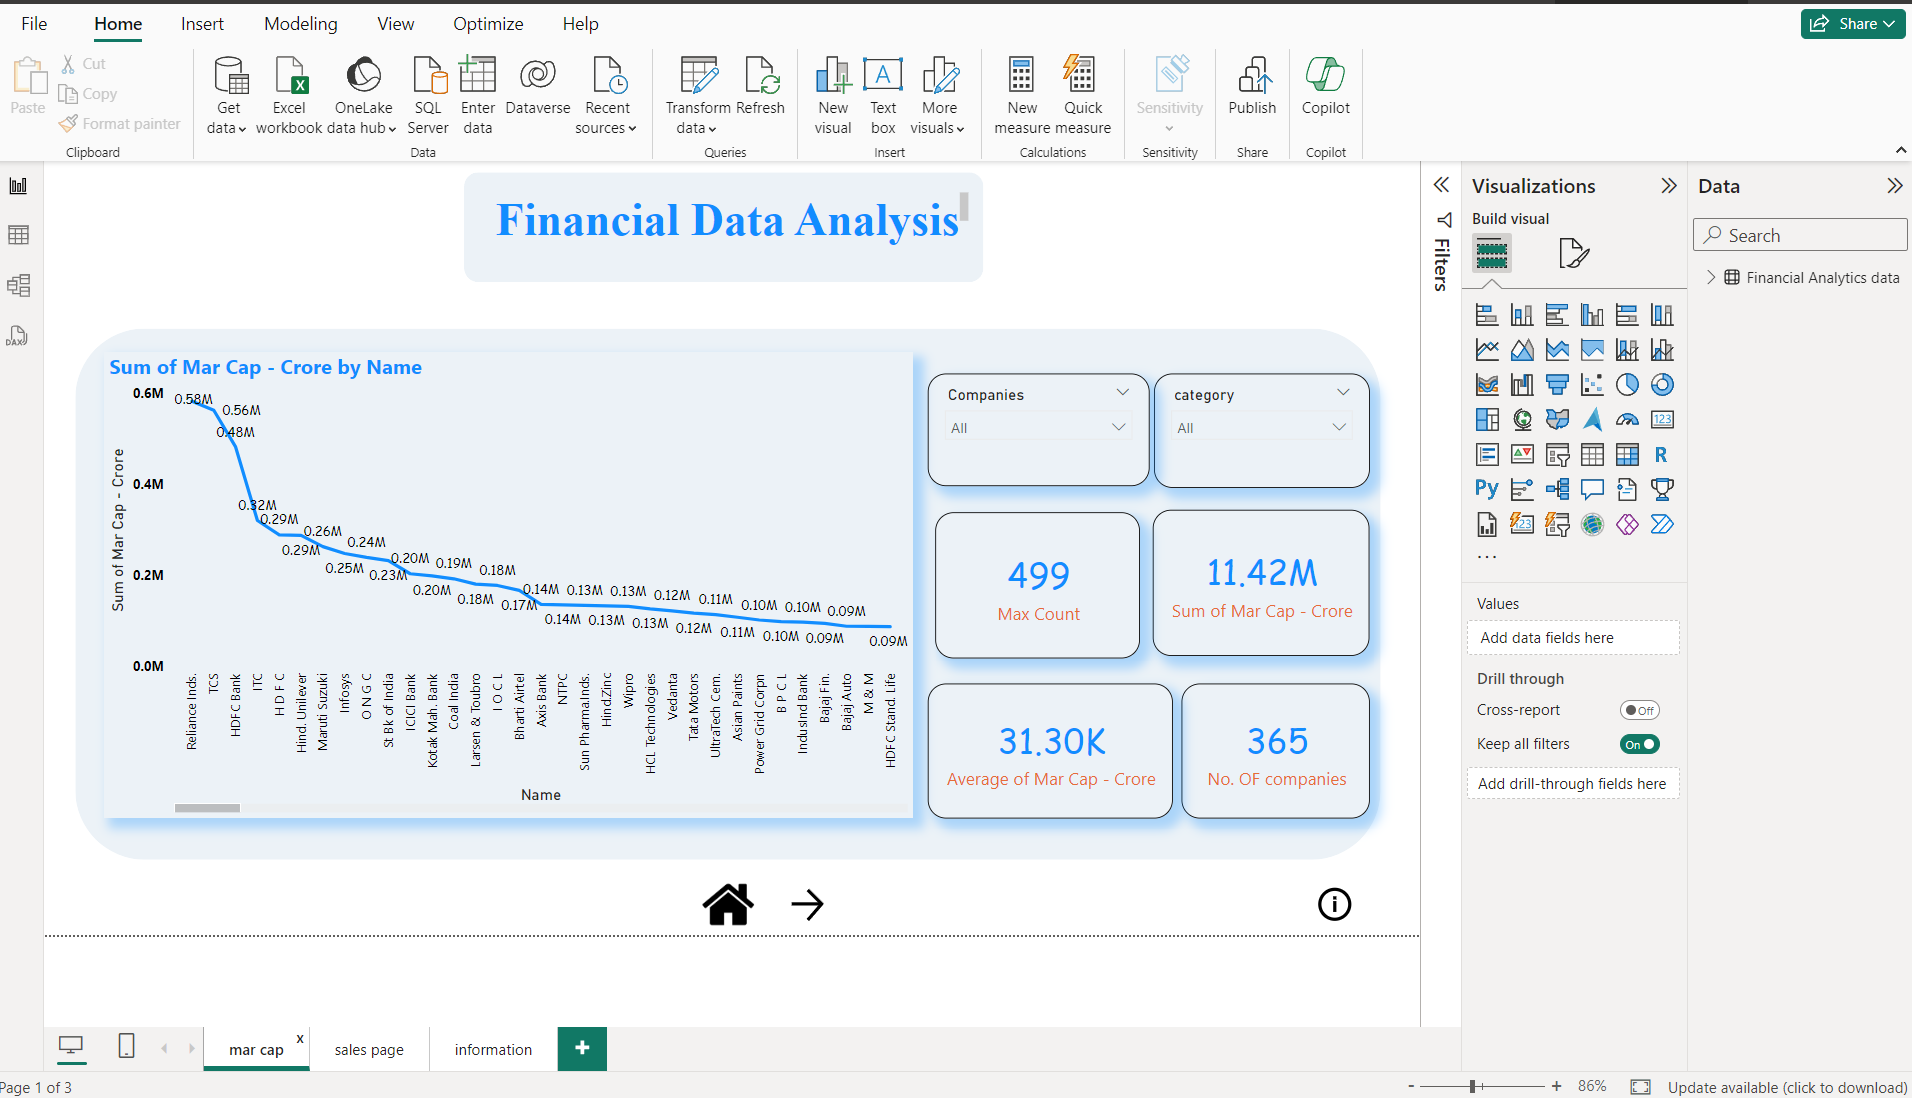 File Home Insert Modeling View Optimize Help Share
Paste
Cut
Copy
Format painter
Clipboard
Get data
Excel workbook
OneLake data hub
SQL Server
Enter data
Dataverse
Recent sources
Data
Transform data
Refresh
Queries
New visual
Text box
More visuals
Insert
New measure
Quick measure
Calculations
Sensitivity
Sensitivity
Publish
Share
Copilot
Copilot
Financial Data Analysis
Sum of Mar Cap - Crore by Name
Sum of Mar Cap - Crore
0.6M
0.4M
0.2M
0.0M
0.58M
0.56M
0.48M
0.32M
0.29M
0.29M
0.26M
0.25M
0.24M
0.23M
0.20M
0.20M
0.19M
0.18M
0.18M
0.17M
0.14M
0.14M
0.13M
0.13M
0.13M
0.13M
0.12M
0.12M
0.11M
0.11M
0.10M
0.10M
0.10M
0.09M
0.09M
0.09M
Reliance Inds.
TCS
HDFC Bank
ITC
H D F C
Hind. Unilever
Maruti Suzuki
Infosys
O N G C
St Bk of India
ICICI Bank
Kotak Mah. Bank
Coal India
Larsen & Toubro
I O C L
Bharti Airtel
Axis Bank
NTPC
Sun Pharma.Inds.
Hind.Zinc
Wipro
HCL Technologies
Vedanta
Tata Motors
UltraTech Cem.
Asian Paints
Power Grid Corpn
B P C L
IndusInd Bank
Bajaj Fin.
Bajaj Auto
M & M
HDFC Stand. Life
Name
Companies
All
category
All
499
Max Count
11.42M
Sum of Mar Cap - Crore
31.30K
Average of Mar Cap - Crore
365
No. OF companies
Filters
Visualizations
Build visual
123
R
Py
123
...
Values
Add data fields here
Drill through
Cross-report
Off
Keep all filters
On
Add drill-through fields here
Data
Search
Financial Analytics data
DAX
mar cap x
sales page
information
+
Page 1 of 3
- + 86%
Update available (click to download)